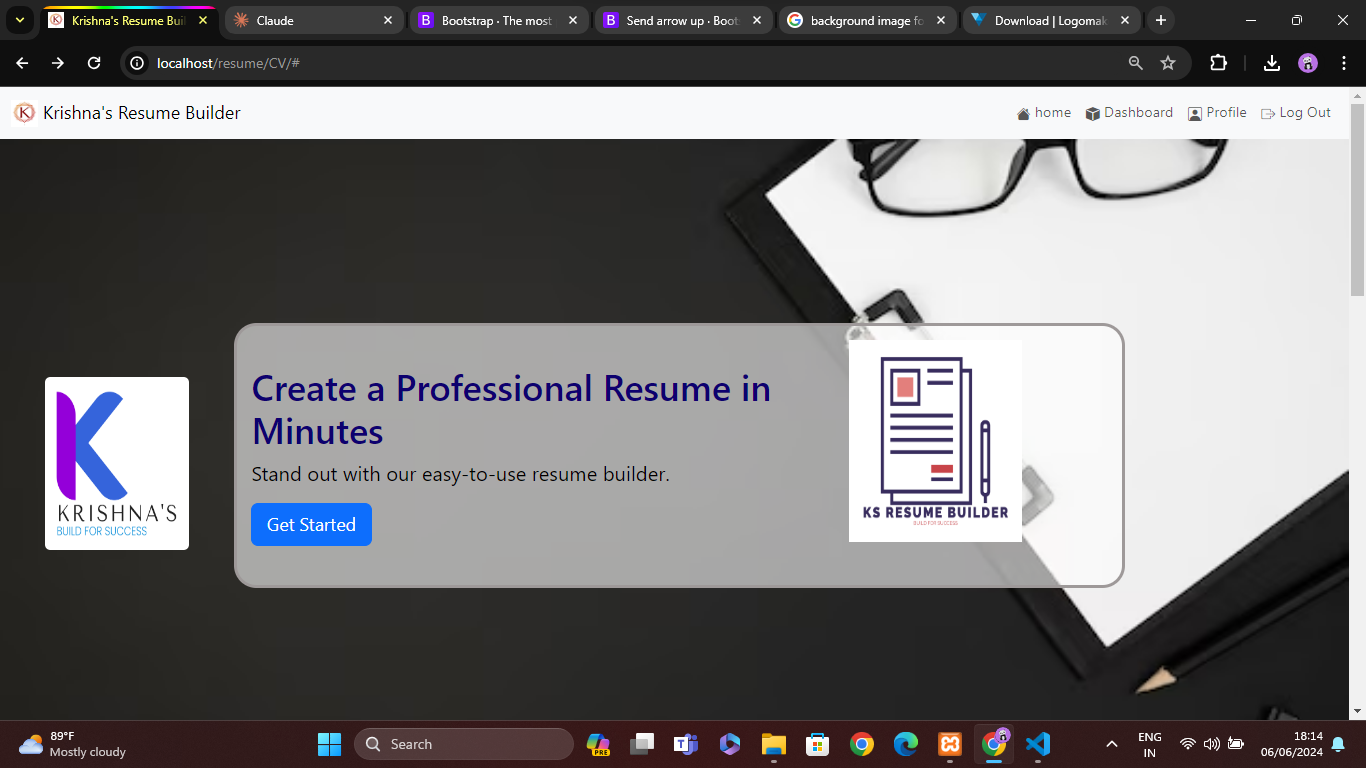 Krishna's Resume Buil
Claude
Bootstrap · The most
Send arrow up · Boot
background image fo
Download | Logomak
localhost/resume/CV/#
K Krishna's Resume Builder
home
Dashboard
Profile
Log Out
Create a Professional Resume in
Minutes
Stand out with our easy-to-use resume builder.
Get Started
KRISHNA'S
BUILD FOR SUCCESS
KS RESUME BUILDER
BUILD FOR SUCCESS
89°F
Mostly cloudy
Search
PRE
ENG
IN
18:14
06/06/2024